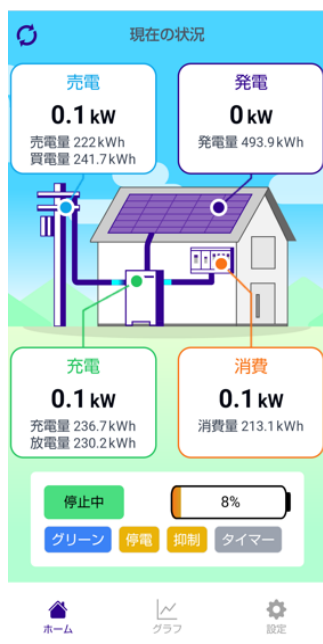 現在の状況
売電
0.1 kW
売電量 222 kWh
買電量 241.7 kWh
発電
0 kW
発電量 493.9 kWh
充電
0.1 kW
充電量 236.7 kWh
放電量 230.2 kWh
消費
0.1 kW
消費量 213.1 kWh
停止中
8%
グリーン 停電 抑制 タイマー
ホーム グラフ 設定